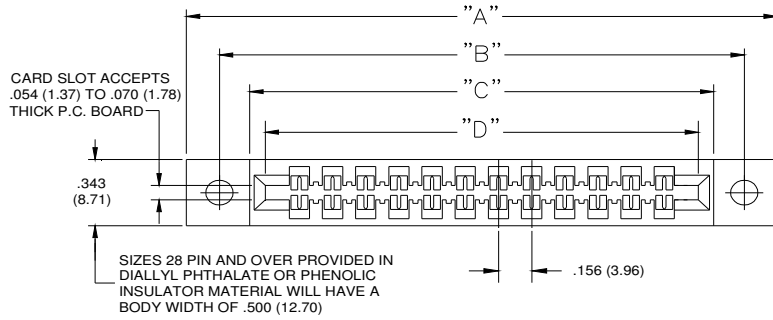 "A"
"B"
CARD SLOT ACCEPTS
.054 (1.37) TO .070 (1.78)
THICK P.C. BOARD
"C"
"D"
.343
(8.71)
SIZES 28 PIN AND OVER PROVIDED IN
DIALLYL PHTHALATE OR PHENOLIC
INSULATOR MATERIAL WILL HAVE A
BODY WIDTH OF .500 (12.70)
.156 (3.96)